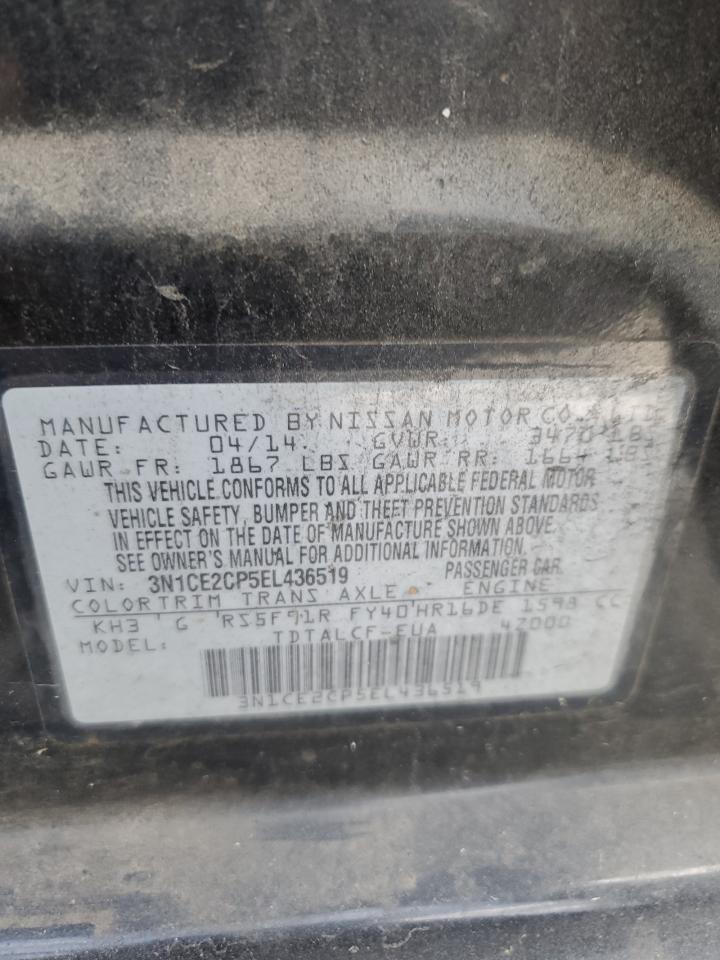 MANUFACTURED BY NISSAN MOTOR CO., LTD.
DATE: 04/14 GVWR: 3470 LBS
GAWR FR: 1867 LBS GAWR RR: 1664 LBS
THIS VEHICLE CONFORMS TO ALL APPLICABLE FEDERAL MOTOR
VEHICLE SAFETY, BUMPER AND THEFT PREVENTION STANDARDS
IN EFFECT ON THE DATE OF MANUFACTURE SHOWN ABOVE.
SEE OWNER'S MANUAL FOR ADDITIONAL INFORMATION.
VIN: 3N1CE2CP5EL436519 PASSENGER CAR
COLOR TRIM TRANS AXLE ENGINE
KH3 G RS5F91R FY40 HR16DE 1598 CC
MODEL: TDTALCF-EUA 4Z000
3N1CE2CP5EL436519